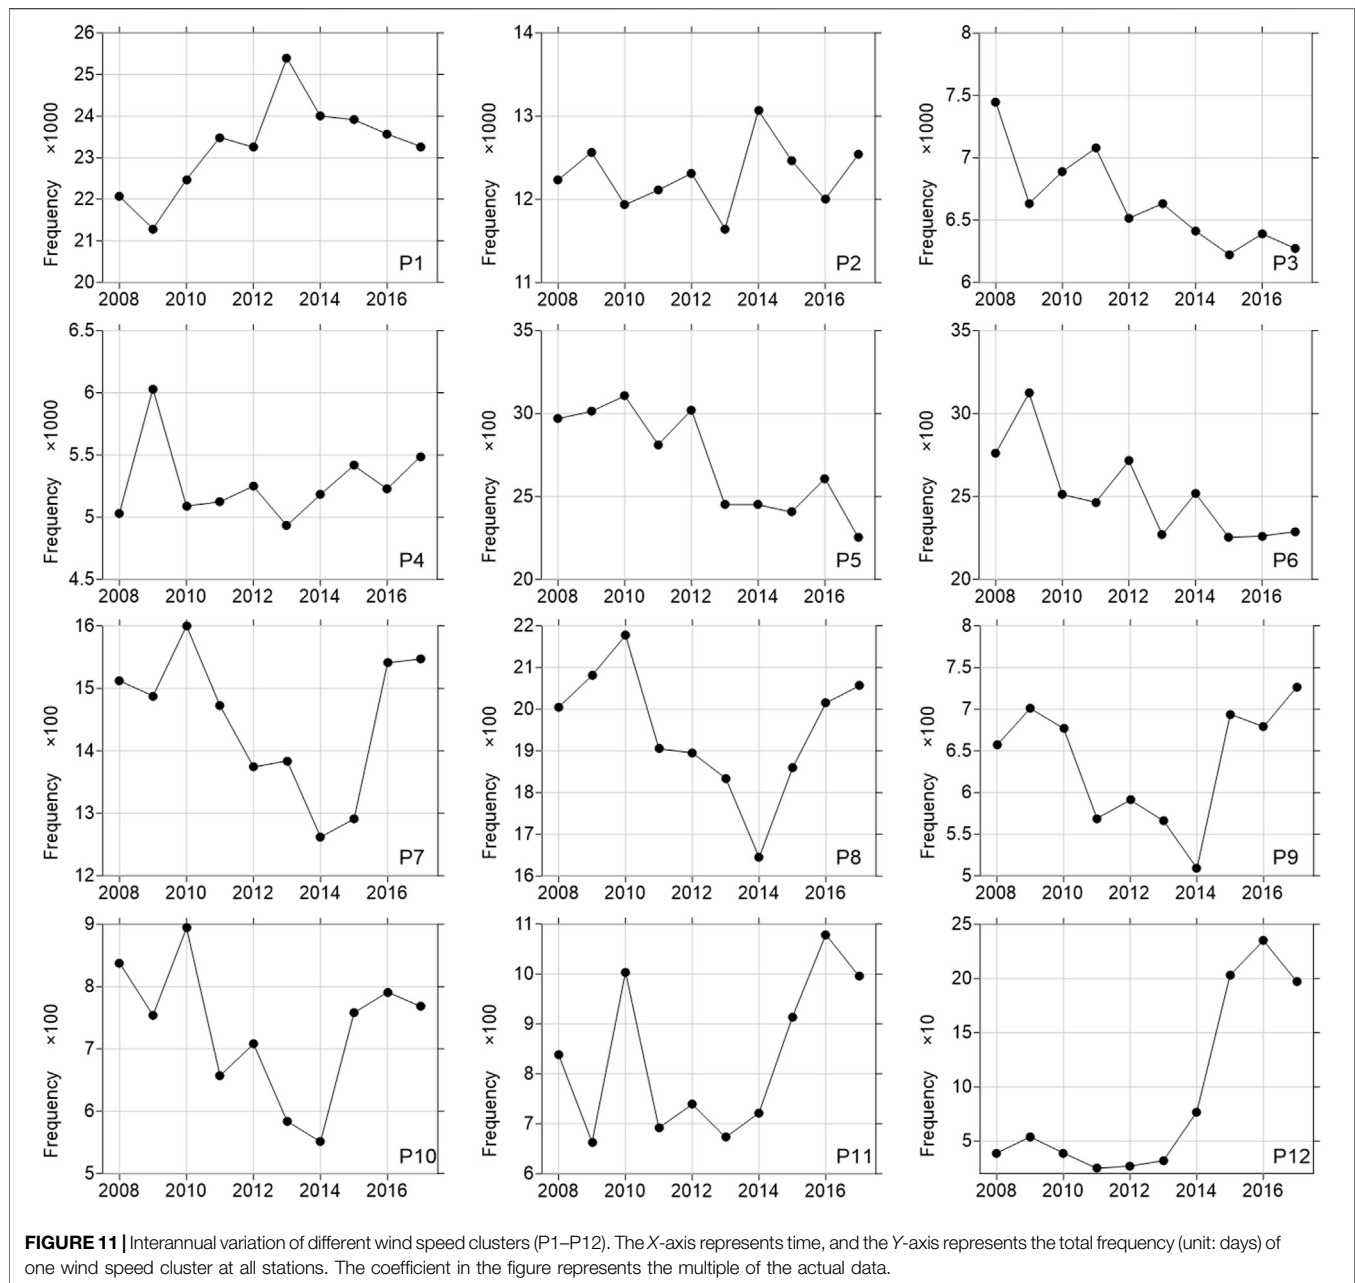 26
25
24
23
22
21
20
Frequency ×1000
2008 2010 2012 2014 2016
P1
14
13
12
11
Frequency ×1000
2008 2010 2012 2014 2016
P2
8
7.5
7
6.5
6
Frequency ×1000
2008 2010 2012 2014 2016
P3
6.5
6
5.5
5
4.5
Frequency ×1000
2008 2010 2012 2014 2016
P4
35
30
25
20
Frequency ×100
2008 2010 2012 2014 2016
P5
35
30
25
20
Frequency ×100
2008 2010 2012 2014 2016
P6
16
15
14
13
12
Frequency ×100
2008 2010 2012 2014 2016
P7
22
21
20
19
18
17
16
Frequency ×100
2008 2010 2012 2014 2016
P8
8
7.5
7
6.5
6
5.5
5
Frequency ×100
2008 2010 2012 2014 2016
P9
9
8
7
6
5
Frequency ×100
2008 2010 2012 2014 2016
P10
11
10
9
8
7
6
Frequency ×100
2008 2010 2012 2014 2016
P11
25
20
15
10
5
Frequency ×10
2008 2010 2012 2014 2016
P12
FIGURE 11 | Interannual variation of different wind speed clusters (P1–P12). The X-axis represents time, and the Y-axis represents the total frequency (unit: days) of
one wind speed cluster at all stations. The coefficient in the figure represents the multiple of the actual data.